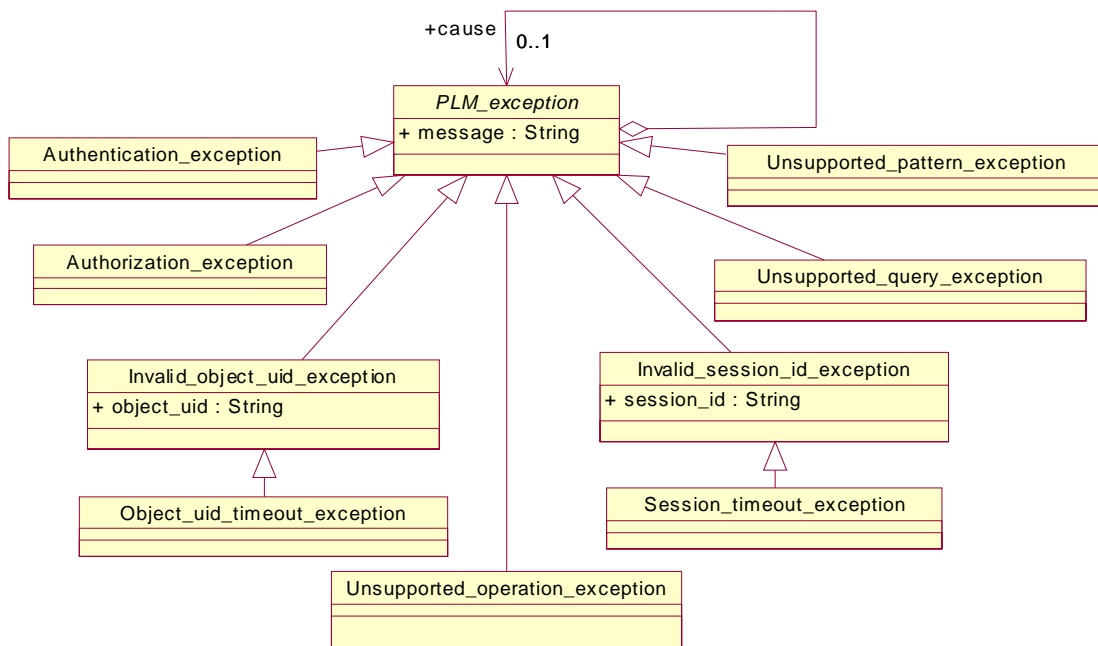 +cause
0..1
PLM_exception
+ message : String
Authentication_exception
Unsupported_pattern_exception
Authorization_exception
Unsupported_query_exception
Invalid_object_uid_exception
+ object_uid : String
Invalid_session_id_exception
+ session_id : String
Object_uid_timeout_exception
Session_timeout_exception
Unsupported_operation_exception